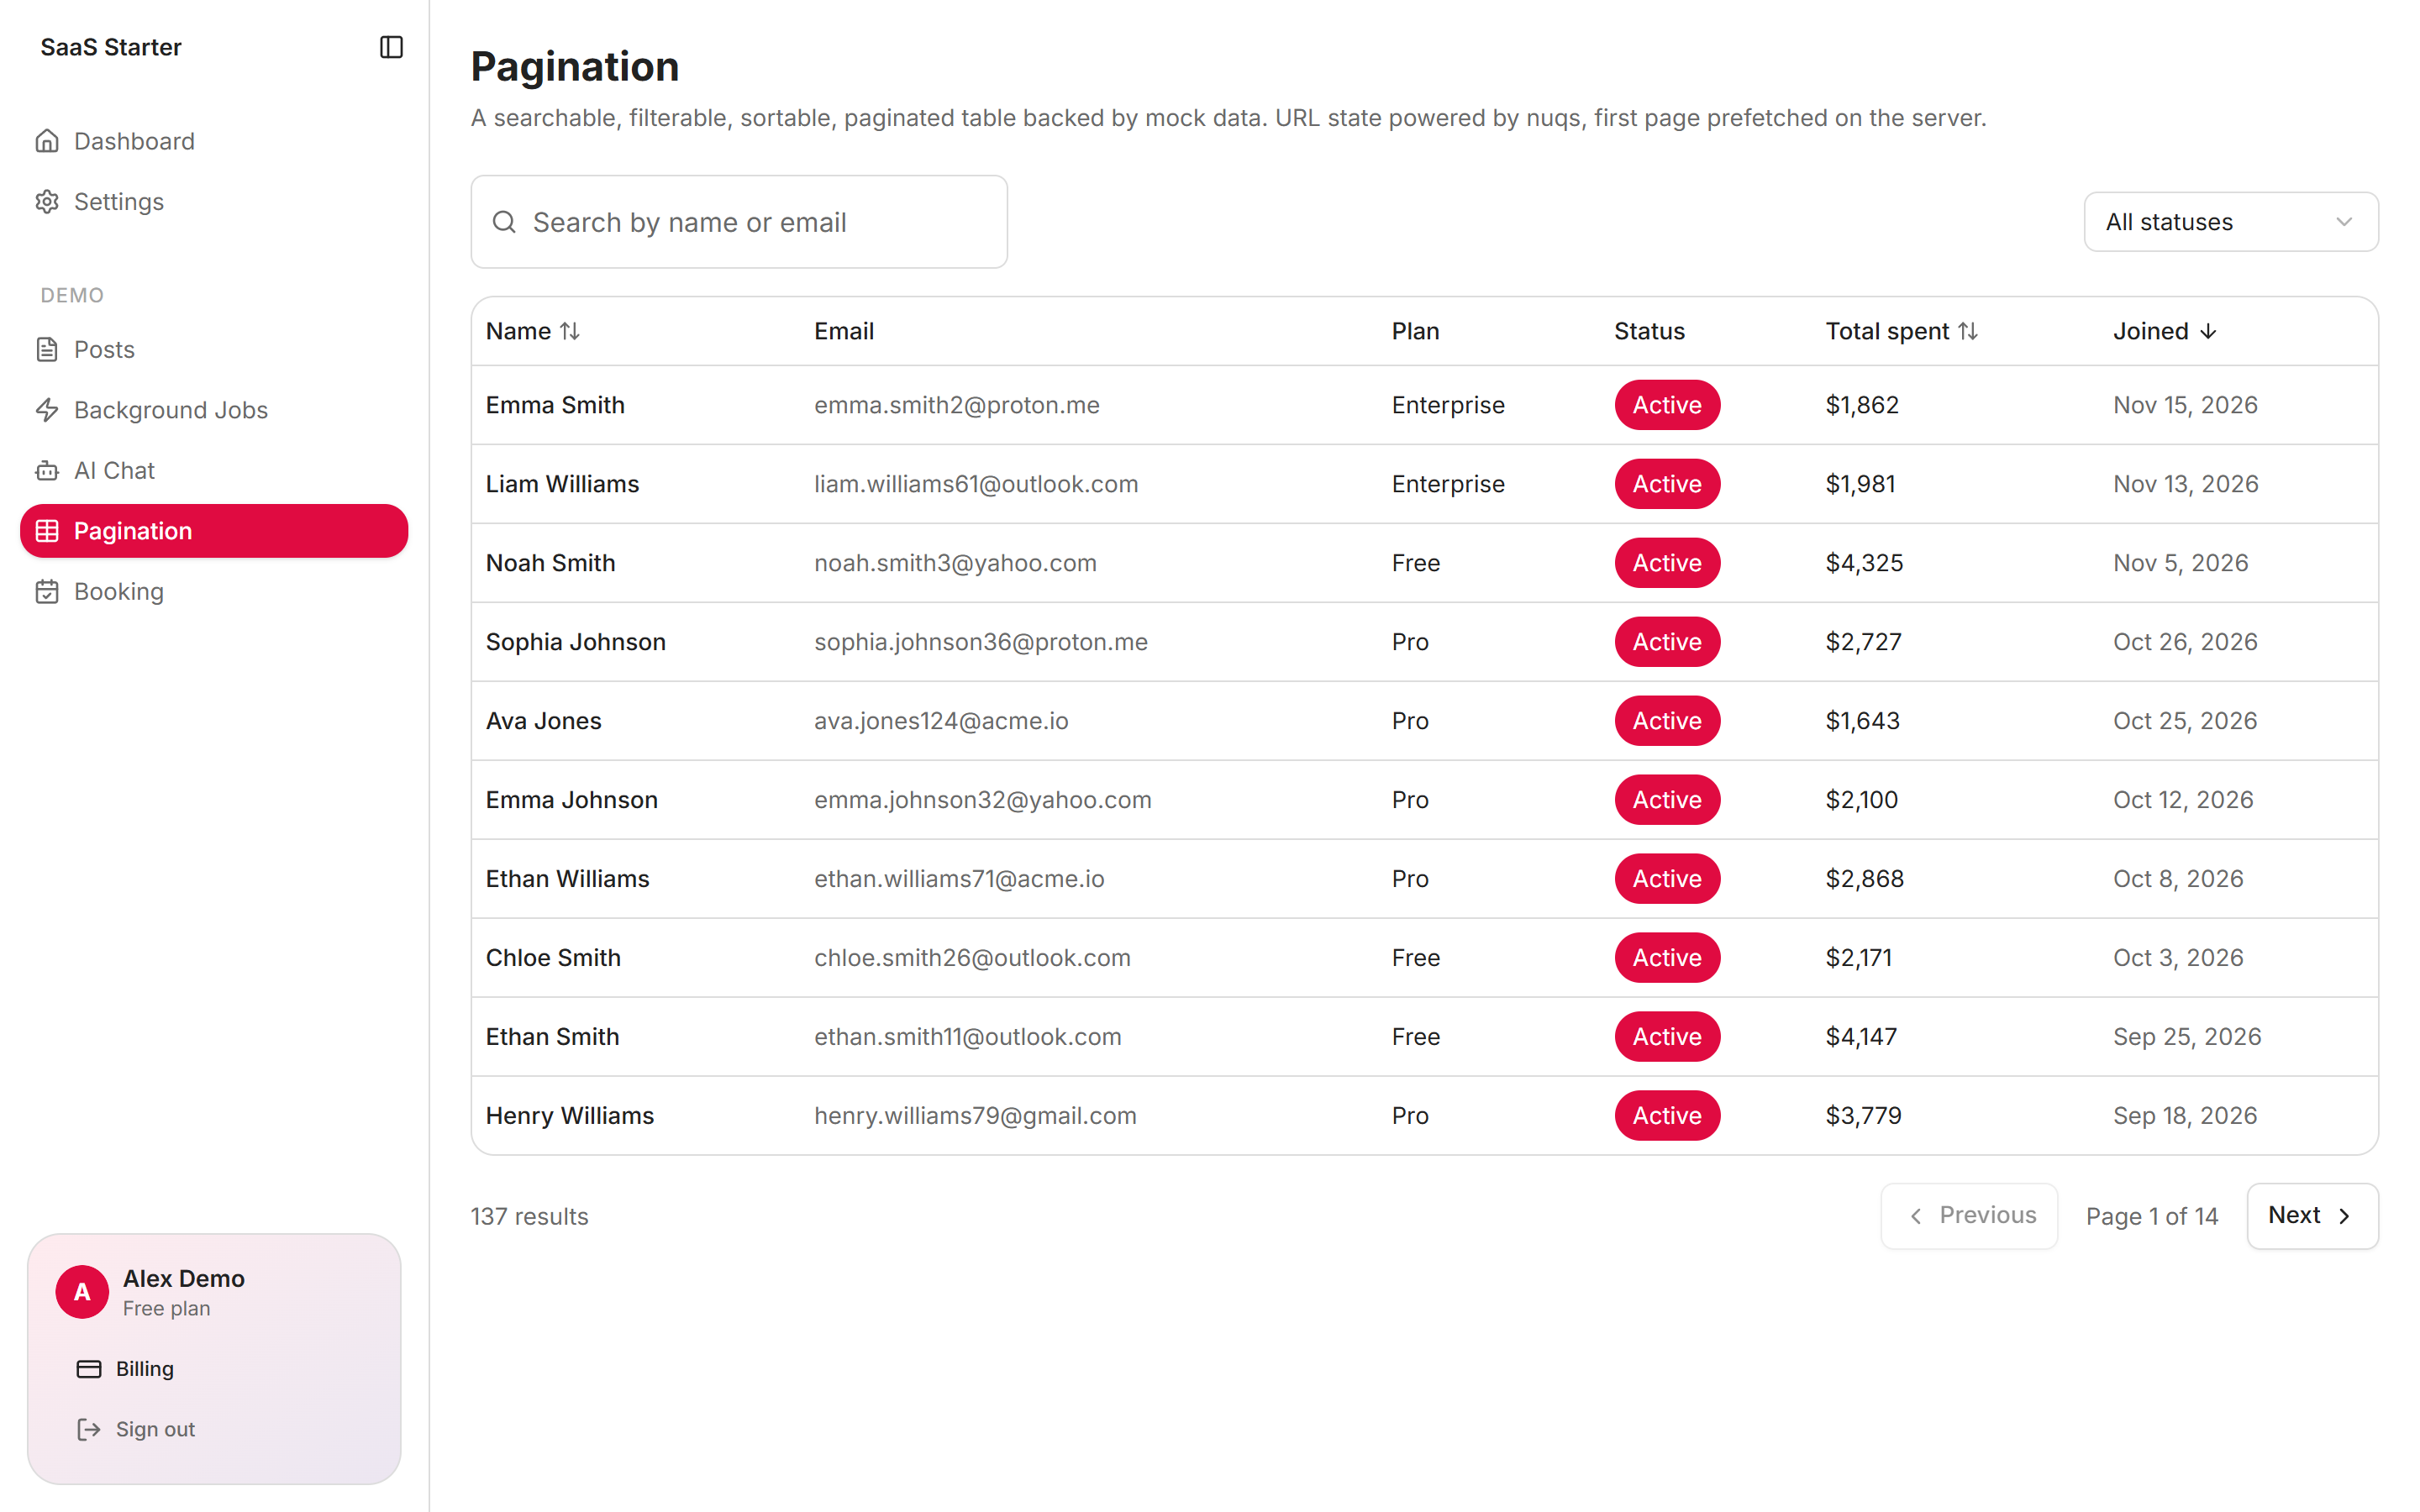 SaaS Starter
Dashboard
Settings
DEMO
Posts
Background Jobs
AI Chat
Pagination
Booking
Alex Demo
A
Free plan
Billing
Sign out
Pagination
A searchable, filterable, sortable, paginated table backed by mock data. URL state powered by nuqs, first page prefetched on the server.
Search by name or email
All statuses
Name Email Plan Status Total spent Joined
Emma Smith emma.smith2@proton.me Enterprise Active $1,862 Nov 15, 2026
Liam Williams liam.williams61@outlook.com Enterprise Active $1,981 Nov 13, 2026
Noah Smith noah.smith3@yahoo.com Free Active $4,325 Nov 5, 2026
Sophia Johnson sophia.johnson36@proton.me Pro Active $2,727 Oct 26, 2026
Ava Jones ava.jones124@acme.io Pro Active $1,643 Oct 25, 2026
Emma Johnson emma.johnson32@yahoo.com Pro Active $2,100 Oct 12, 2026
Ethan Williams ethan.williams71@acme.io Pro Active $2,868 Oct 8, 2026
Chloe Smith chloe.smith26@outlook.com Free Active $2,171 Oct 3, 2026
Ethan Smith ethan.smith11@outlook.com Free Active $4,147 Sep 25, 2026
Henry Williams henry.williams79@gmail.com Pro Active $3,779 Sep 18, 2026
137 results
Previous Page 1 of 14 Next